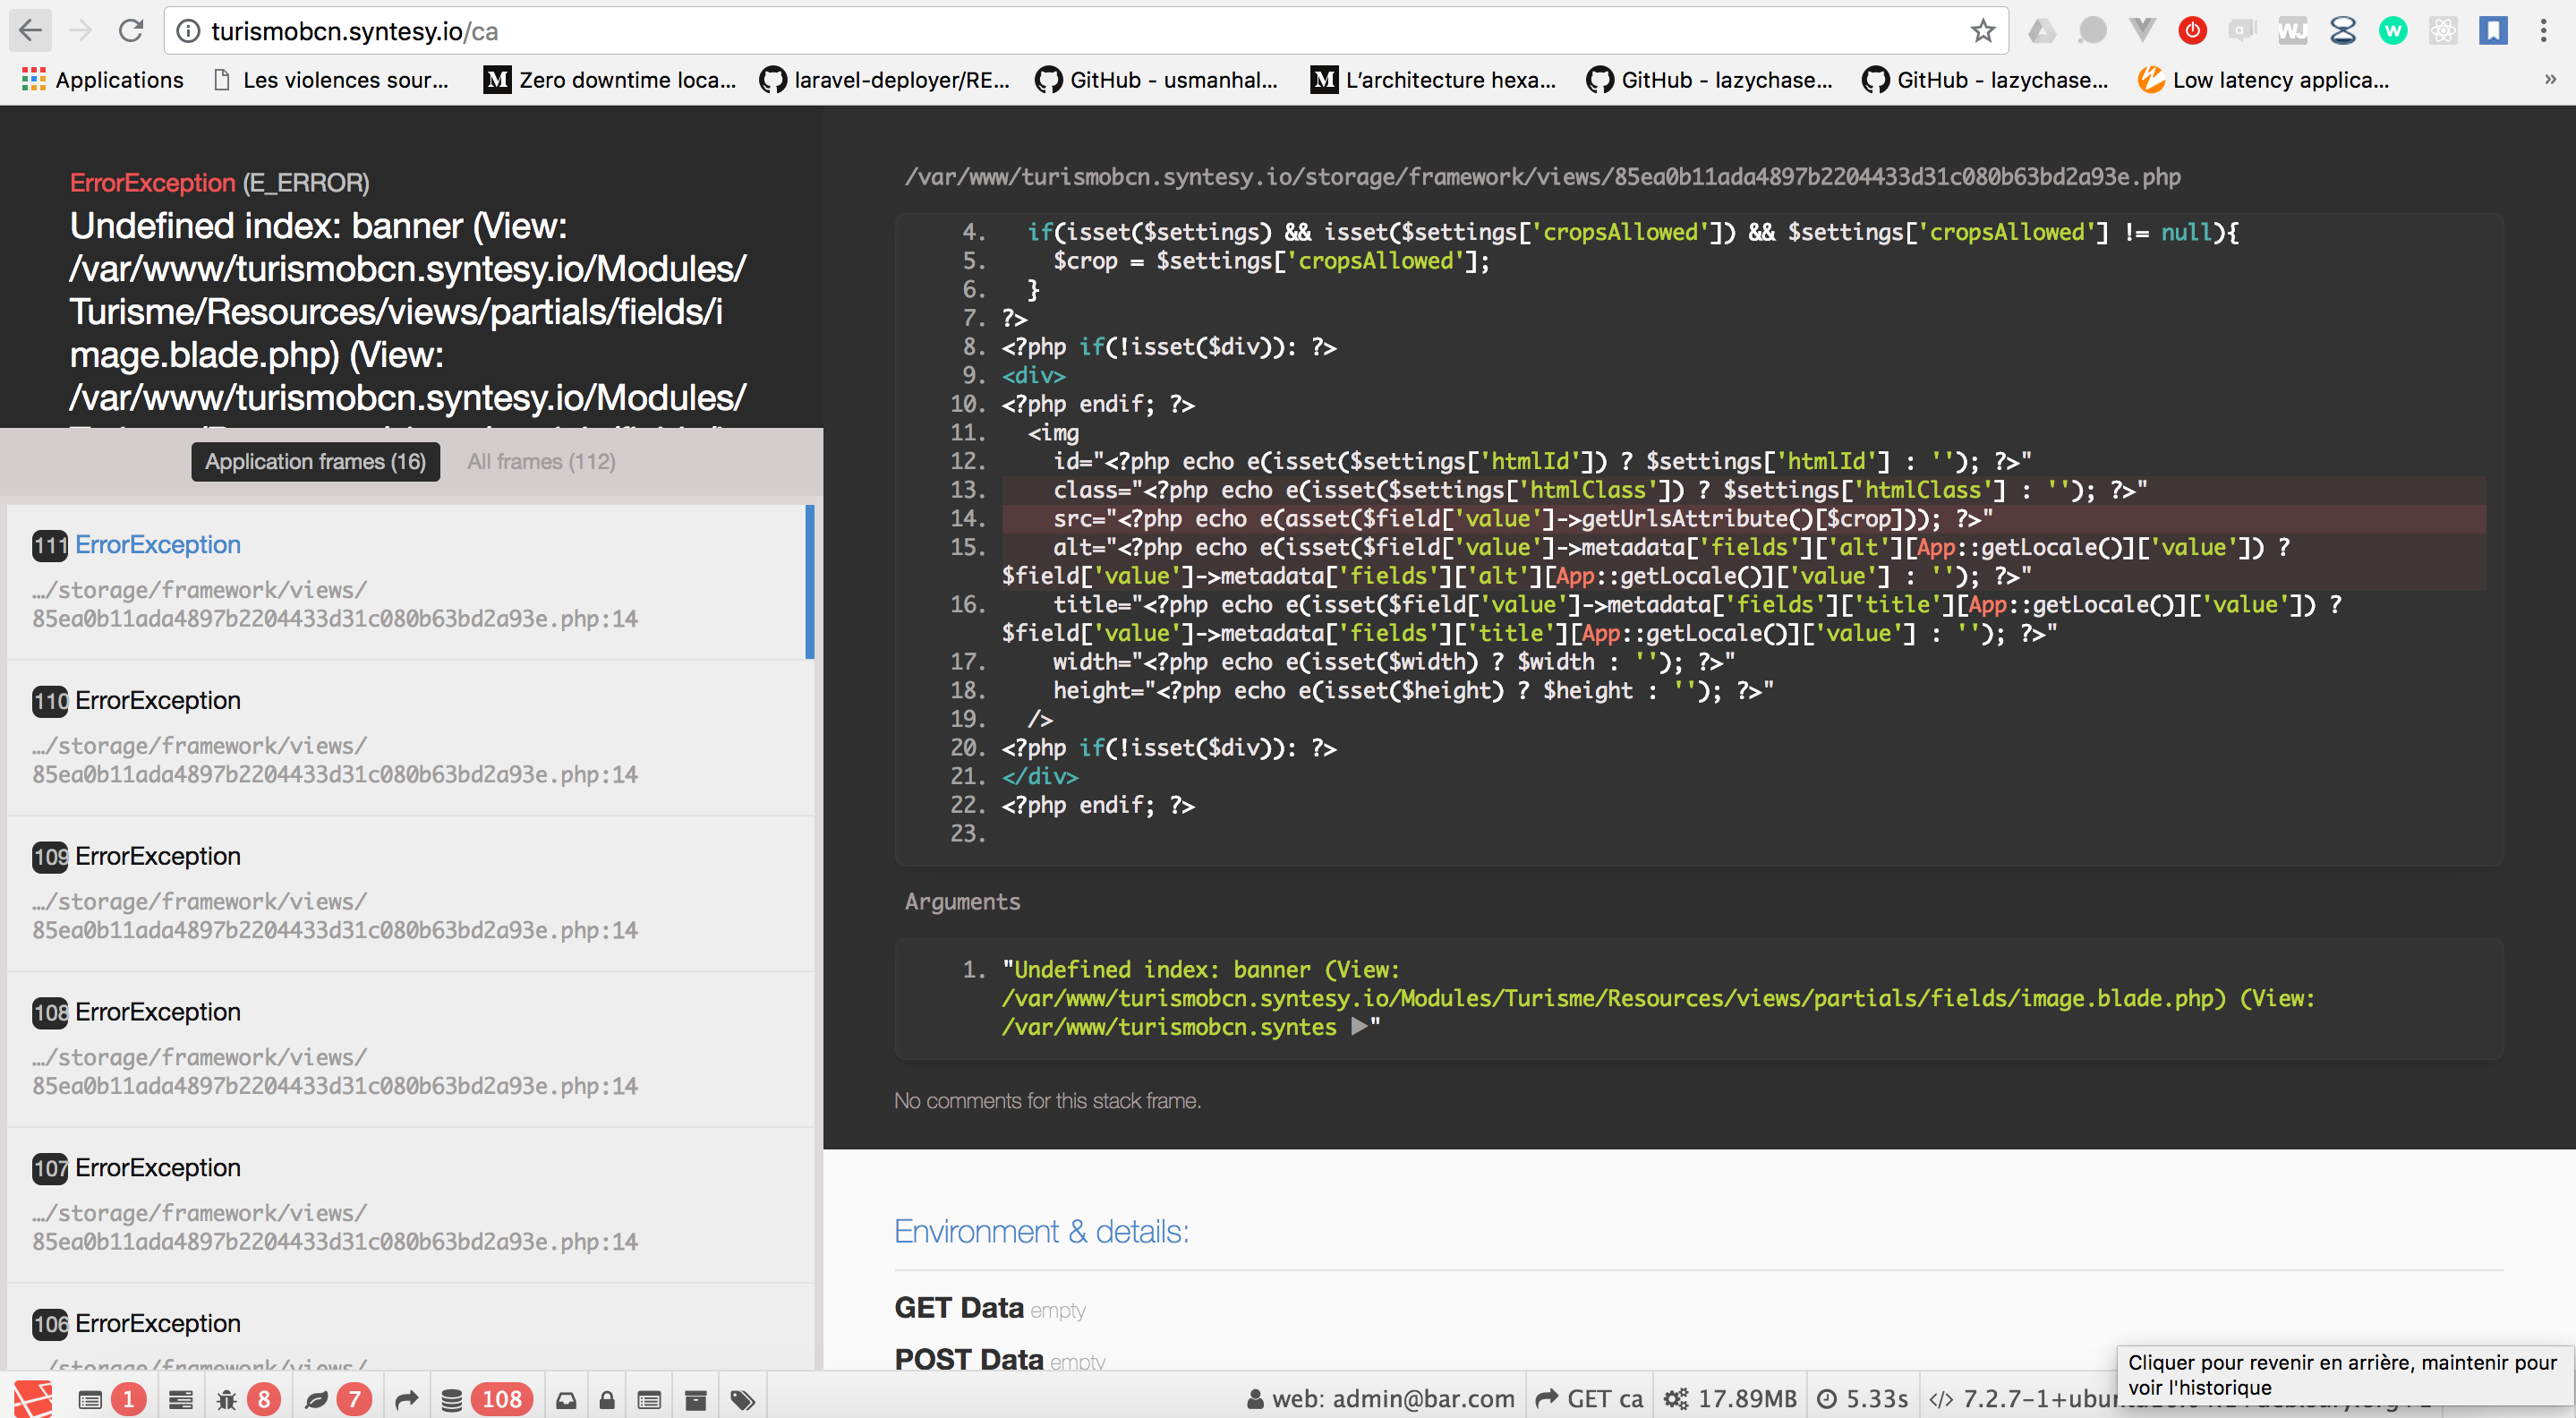 turismobcn.syntesy.io/ca
Applications
Les violences sour...
Zero downtime loca...
laravel-deployer/RE...
GitHub - usmanhal...
L'architecture hexa...
GitHub - lazychase...
GitHub - lazychase...
Low latency applica...
»
ErrorException (E_ERROR)
Undefined index: banner (View:
/var/www/turismobcn.syntesy.io/Modules/
Turisme/Resources/views/partials/fields/i
mage.blade.php) (View:
/var/www/turismobcn.syntesy.io/Modules/
Application frames (16)
All frames (112)
111 ErrorException
…/storage/framework/views/
85ea0b11ada4897b2204433d31c080b63bd2a93e.php:14
110 ErrorException
…/storage/framework/views/
85ea0b11ada4897b2204433d31c080b63bd2a93e.php:14
109 ErrorException
…/storage/framework/views/
85ea0b11ada4897b2204433d31c080b63bd2a93e.php:14
108 ErrorException
…/storage/framework/views/
85ea0b11ada4897b2204433d31c080b63bd2a93e.php:14
107 ErrorException
…/storage/framework/views/
85ea0b11ada4897b2204433d31c080b63bd2a93e.php:14
106 ErrorException
…/storage/framework/views/
/var/www/turismobcn.syntesy.io/storage/framework/views/85ea0b11ada4897b2204433d31c080b63bd2a93e.php
4. if(isset($settings) && isset($settings['cropsAllowed']) && $settings['cropsAllowed'] != null){
5. $crop = $settings['cropsAllowed'];
6. }
7. ?>
8. <?php if(!isset($div)): ?>
9. <div>
10. <?php endif; ?>
11. <img
12. id="<?php echo e(isset($settings['htmlId']) ? $settings['htmlId'] : ''); ?>"
13. class="<?php echo e(isset($settings['htmlClass']) ? $settings['htmlClass'] : ''); ?>"
14. src="<?php echo e(asset($field['value']->getUrlsAttribute()[$crop])); ?>"
15. alt="<?php echo e(isset($field['value']->metadata['fields']['alt'][App::getLocale()]['value']) ?
$field['value']->metadata['fields']['alt'][App::getLocale()]['value'] : ''); ?>"
16. title="<?php echo e(isset($field['value']->metadata['fields']['title'][App::getLocale()]['value']) ?
$field['value']->metadata['fields']['title'][App::getLocale()]['value'] : ''); ?>"
17. width="<?php echo e(isset($width) ? $width : ''); ?>"
18. height="<?php echo e(isset($height) ? $height : ''); ?>"
19. />
20. <?php if(!isset($div)): ?>
21. </div>
22. <?php endif; ?>
23.
Arguments
1. "Undefined index: banner (View:
/var/www/turismobcn.syntesy.io/Modules/Turisme/Resources/views/partials/fields/image.blade.php) (View:
/var/www/turismobcn.syntes ▶"
No comments for this stack frame.
Environment & details:
GET Data empty
POST Data empty
Cliquer pour revenir en arrière, maintenir pour
voir l'historique
1
8
7
108
web: admin@bar.com
GET ca
17.89MB
5.33s
</> 7.2.7-1+ubuntu